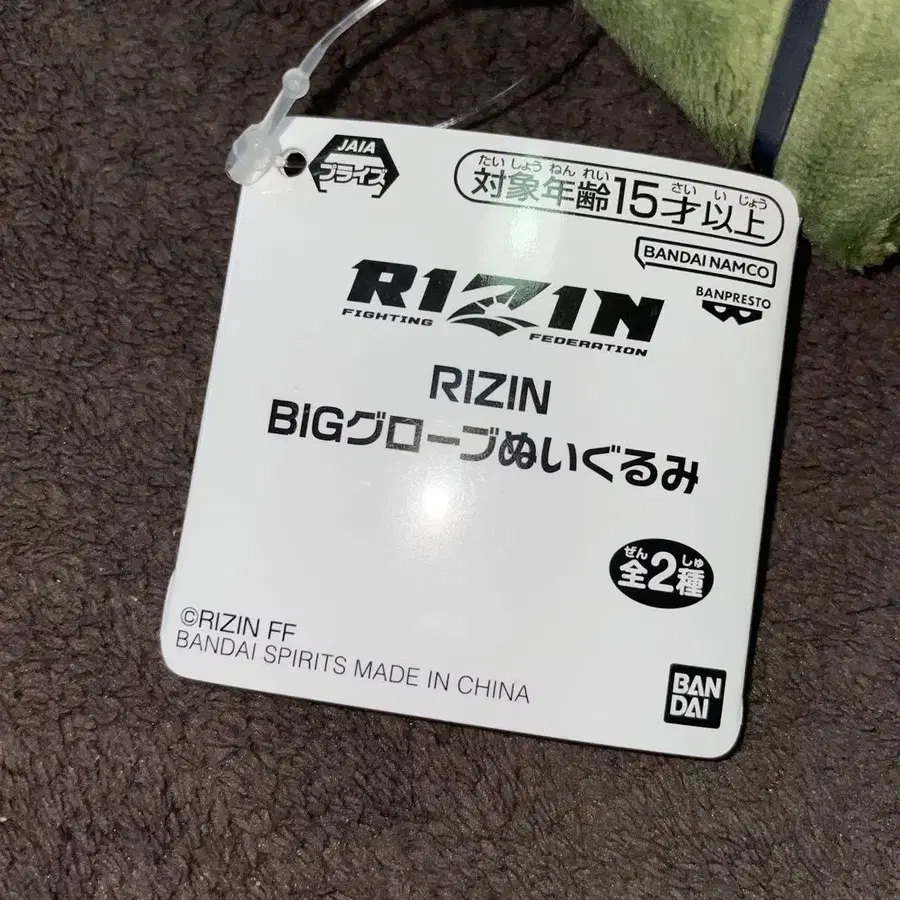 JAIA
プライズ
たいしょうねんれい さいいじょう
対象年齢15才以上
BANDAI NAMCO
BANPRESTO
RIZIN
FIGHTING
FEDERATION
RIZIN
BIGグローブぬいぐるみ
ぜん しゅ
全2種
©RIZIN FF
BANDAI SPIRITS MADE IN CHINA
BAN
DAI